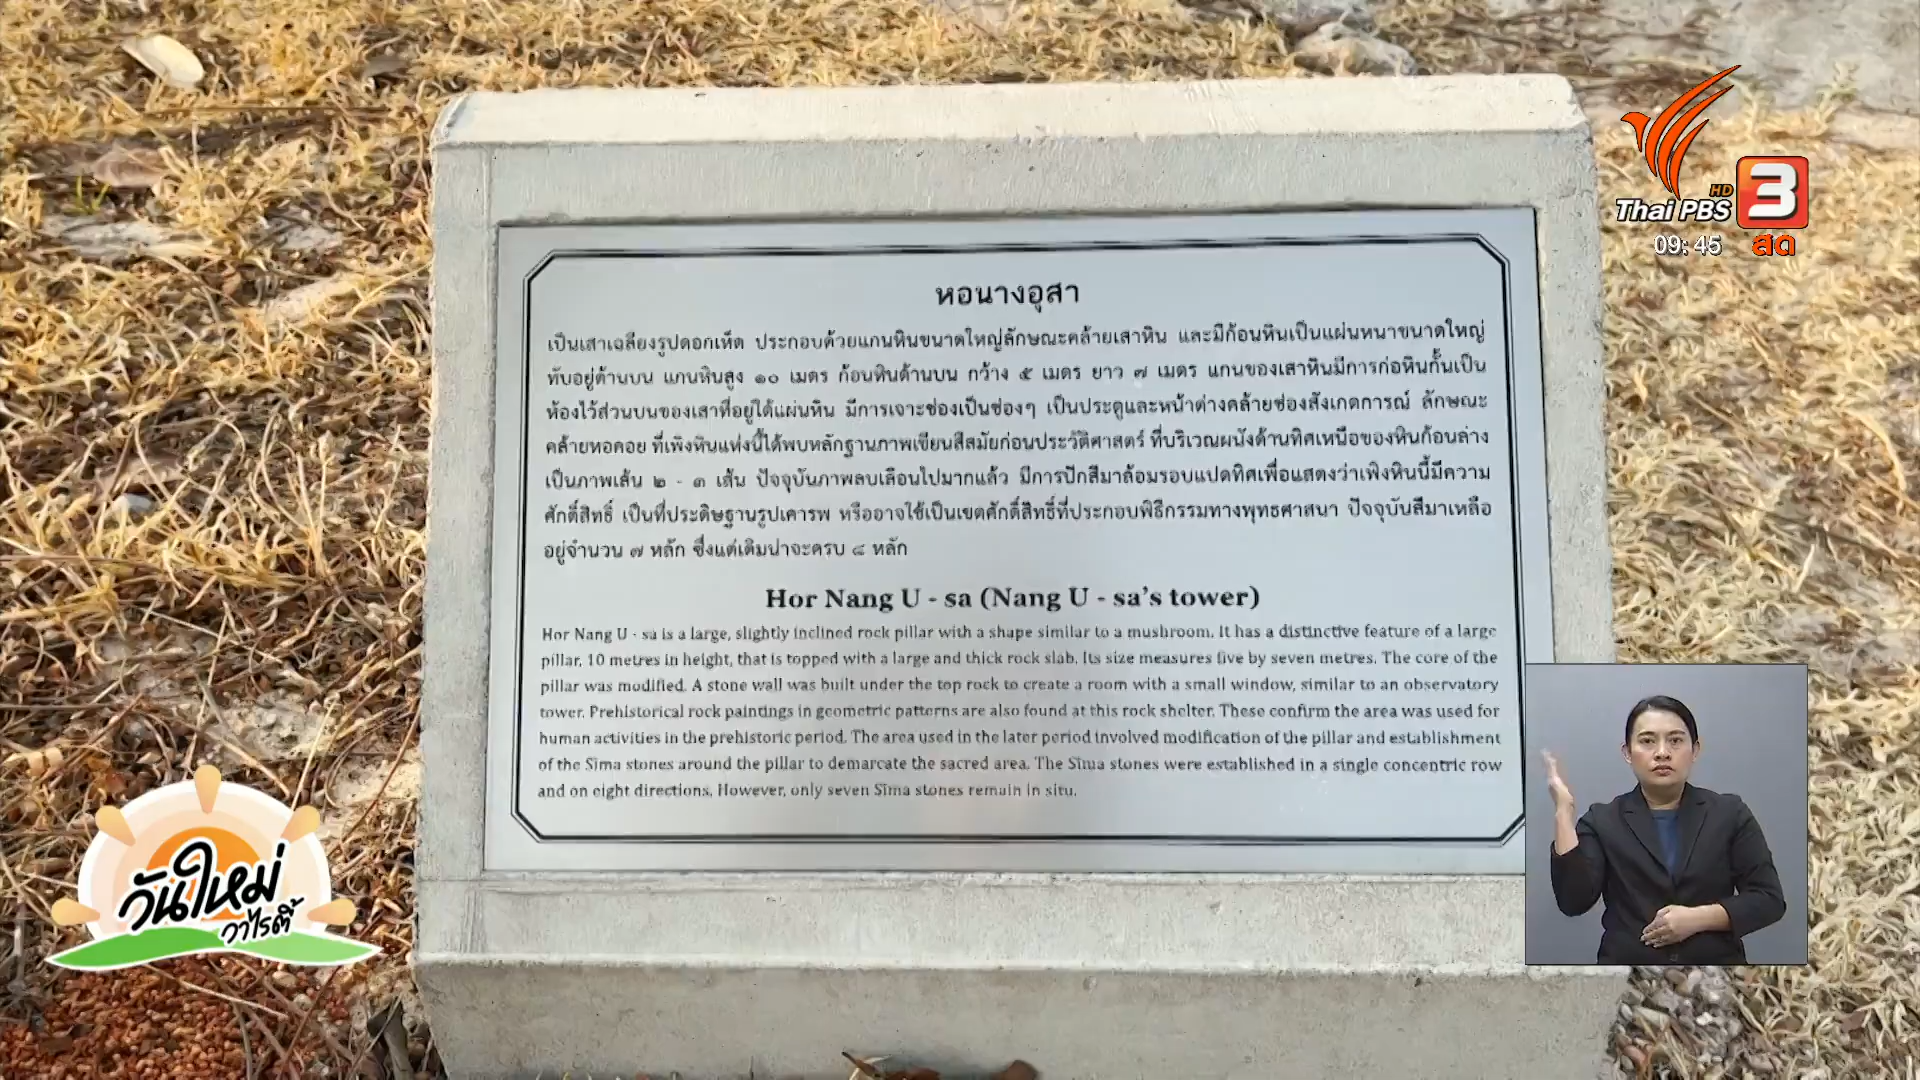 หอนางอุสา
เป็นเสาเฉลียงรูปดอกเห็ด ประกอบด้วยแกนหินขนาดใหญ่ลักษณะคล้ายเสาหิน และมีก้อนหินเป็นแผ่นหนาขนาดใหญ่
ทับอยู่ด้านบน แกนหินสูง ๑๐ เมตร ก้อนหินด้านบน กว้าง ๕ เมตร ยาว ๗ เมตร แกนของเสาหินมีการก่อหินกั้นเป็น
ห้องไว้ส่วนบนของเสาที่อยู่ใต้แผ่นหิน มีการเจาะช่องเป็นช่องๆ เป็นประตูและหน้าต่างคล้ายช่องสังเกตการณ์ ลักษณะ
คล้ายหอคอย ที่เพิงหินแห่งนี้ได้พบหลักฐานภาพเขียนสีสมัยก่อนประวัติศาสตร์ ที่บริเวณผนังด้านทิศเหนือของหินก้อนล่าง
เป็นภาพเส้น ๒ - ๓ เส้น ปัจจุบันภาพลบเลือนไปมากแล้ว มีการปักสีมาล้อมรอบแปดทิศเพื่อแสดงว่าเพิงหินนี้มีความ
ศักดิ์สิทธิ์ เป็นที่ประดิษฐานรูปเคารพ หรืออาจใช้เป็นเขตศักดิ์สิทธิ์ที่ประกอบพิธีกรรมทางพุทธศาสนา ปัจจุบันสีมาเหลือ
อยู่จำนวน ๗ หลัก ซึ่งแต่เดิมน่าจะครบ ๘ หลัก
Hor Nang U - sa (Nang U - sa's tower)
Hor Nang U - sa is a large, slightly inclined rock pillar with a shape similar to a mushroom. It has a distinctive feature of a large
pillar, 10 metres in height, that is topped with a large and thick rock slab. Its size measures five by seven metres. The core of the
pillar was modified. A stone wall was built under the top rock to create a room with a small window, similar to an observatory
tower. Prehistorical rock paintings in geometric patterns are also found at this rock shelter. These confirm the area was used for
human activities in the prehistoric period. The area used in the later period involved modification of the pillar and establishment
of the Sīma stones around the pillar to demarcate the sacred area. The Sīma stones were established in a single concentric row
and on eight directions. However, only seven Sīma stones remain in situ.
Thai PBS HD 3
09:45 สด
วันใหม่
วาไรตี้